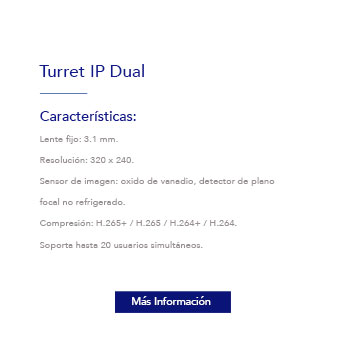 Turret IP Dual
Características:
Lente fijo: 3.1 mm.
Resolución: 320 x 240.
Sensor de imagen: oxido de vanadio, detector de plano
focal no refrigerado.
Compresión: H.265+ / H.265 / H.264+ / H.264.
Soporta hasta 20 usuarios simultáneos.
Más Información